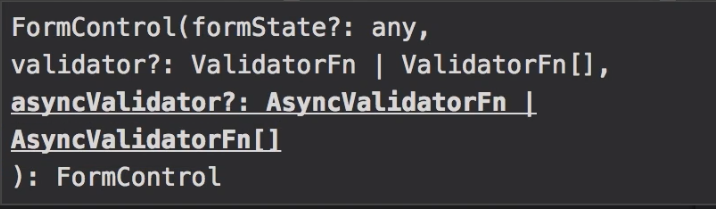 FormControl(formState?: any,
validator?: ValidatorFn | ValidatorFn[],
asyncValidator?: AsyncValidatorFn |
AsyncValidatorFn[]
): FormControl